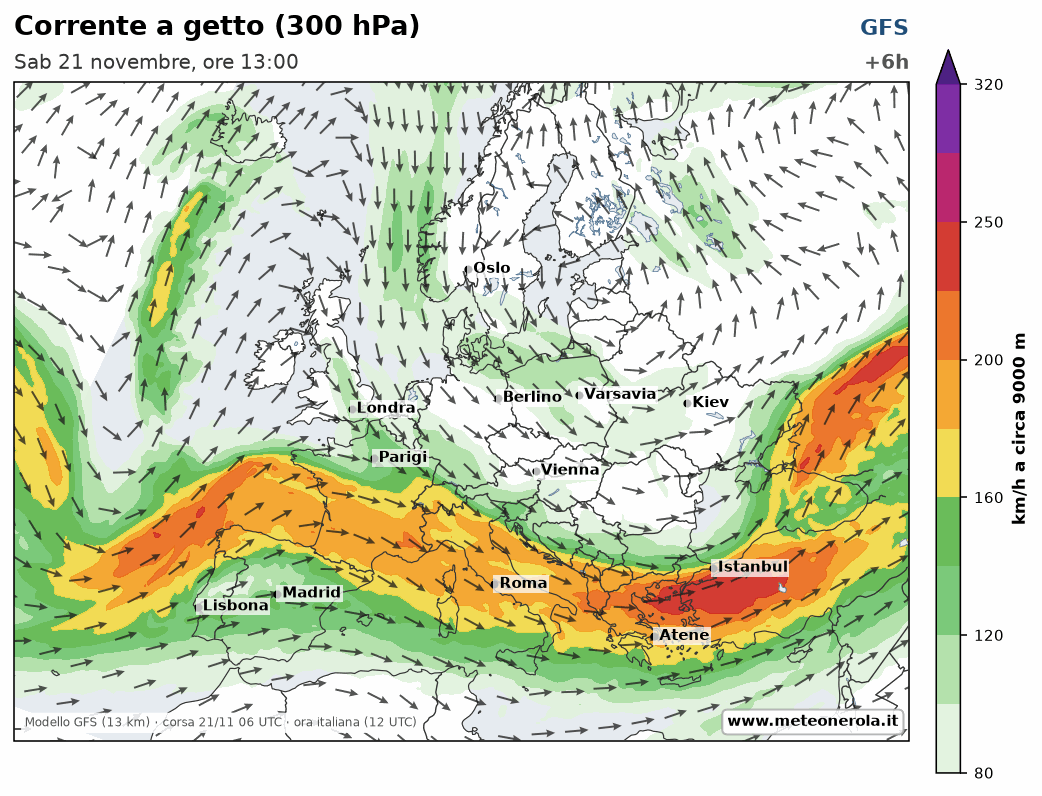 Corrente a getto (300 hPa)
GFS
Sab 21 novembre, ore 13:00
+6h
320
250
200
160
120
80
km/h a circa 9000 m
Oslo
Londra
Berlino
Varsavia
Kiev
Parigi
Vienna
Istanbul
Roma
Madrid
Lisbona
Atene
Modello GFS (13 km) · corsa 21/11 06 UTC · ora italiana (12 UTC)
www.meteonerola.it